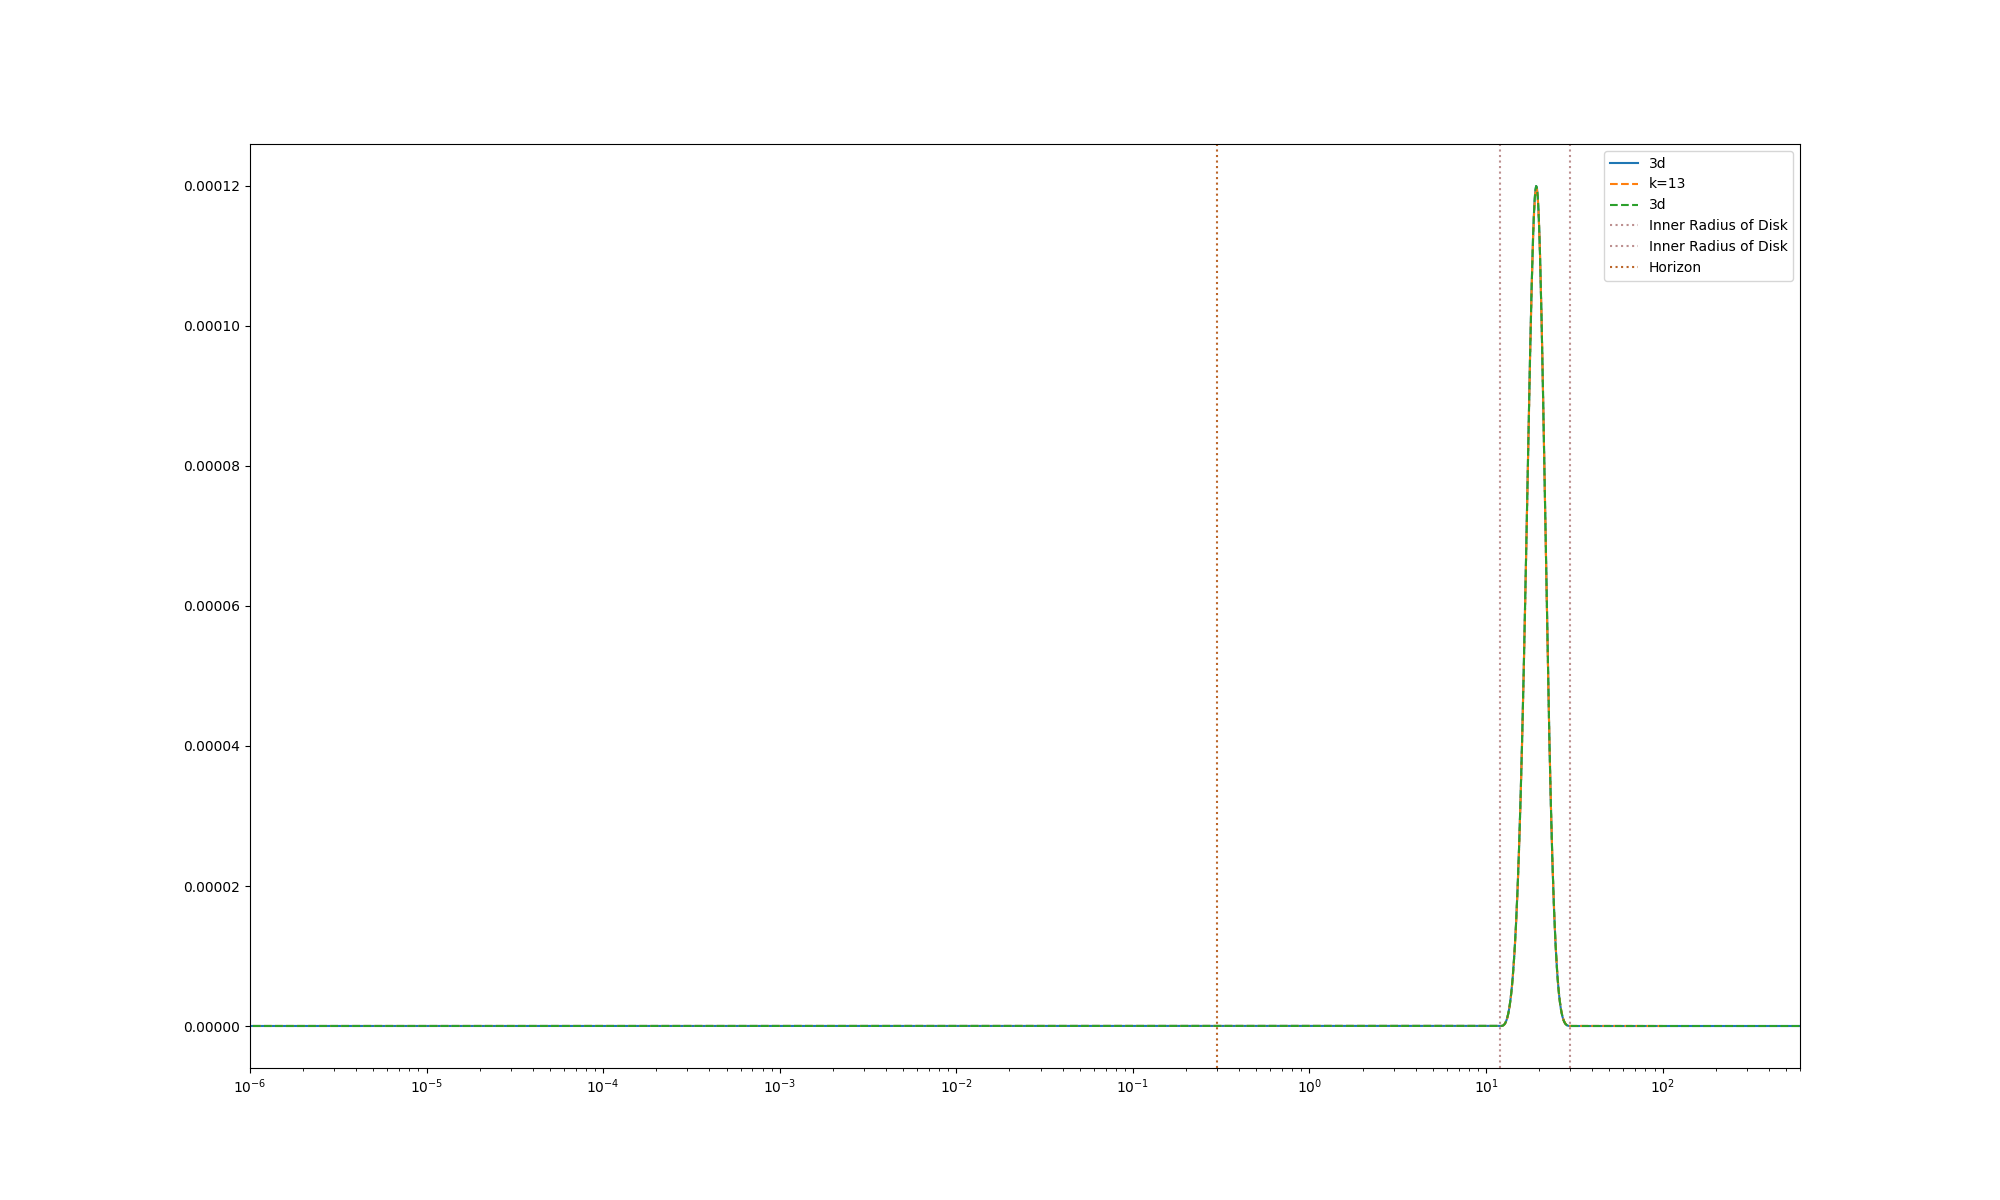 3d
k=13
3d
Inner Radius of Disk
Inner Radius of Disk
Horizon
0.00012
0.00010
0.00008
0.00006
0.00004
0.00002
0.00000
10⁻⁶ 10⁻⁵ 10⁻⁴ 10⁻³ 10⁻² 10⁻¹ 10⁰ 10¹ 10²